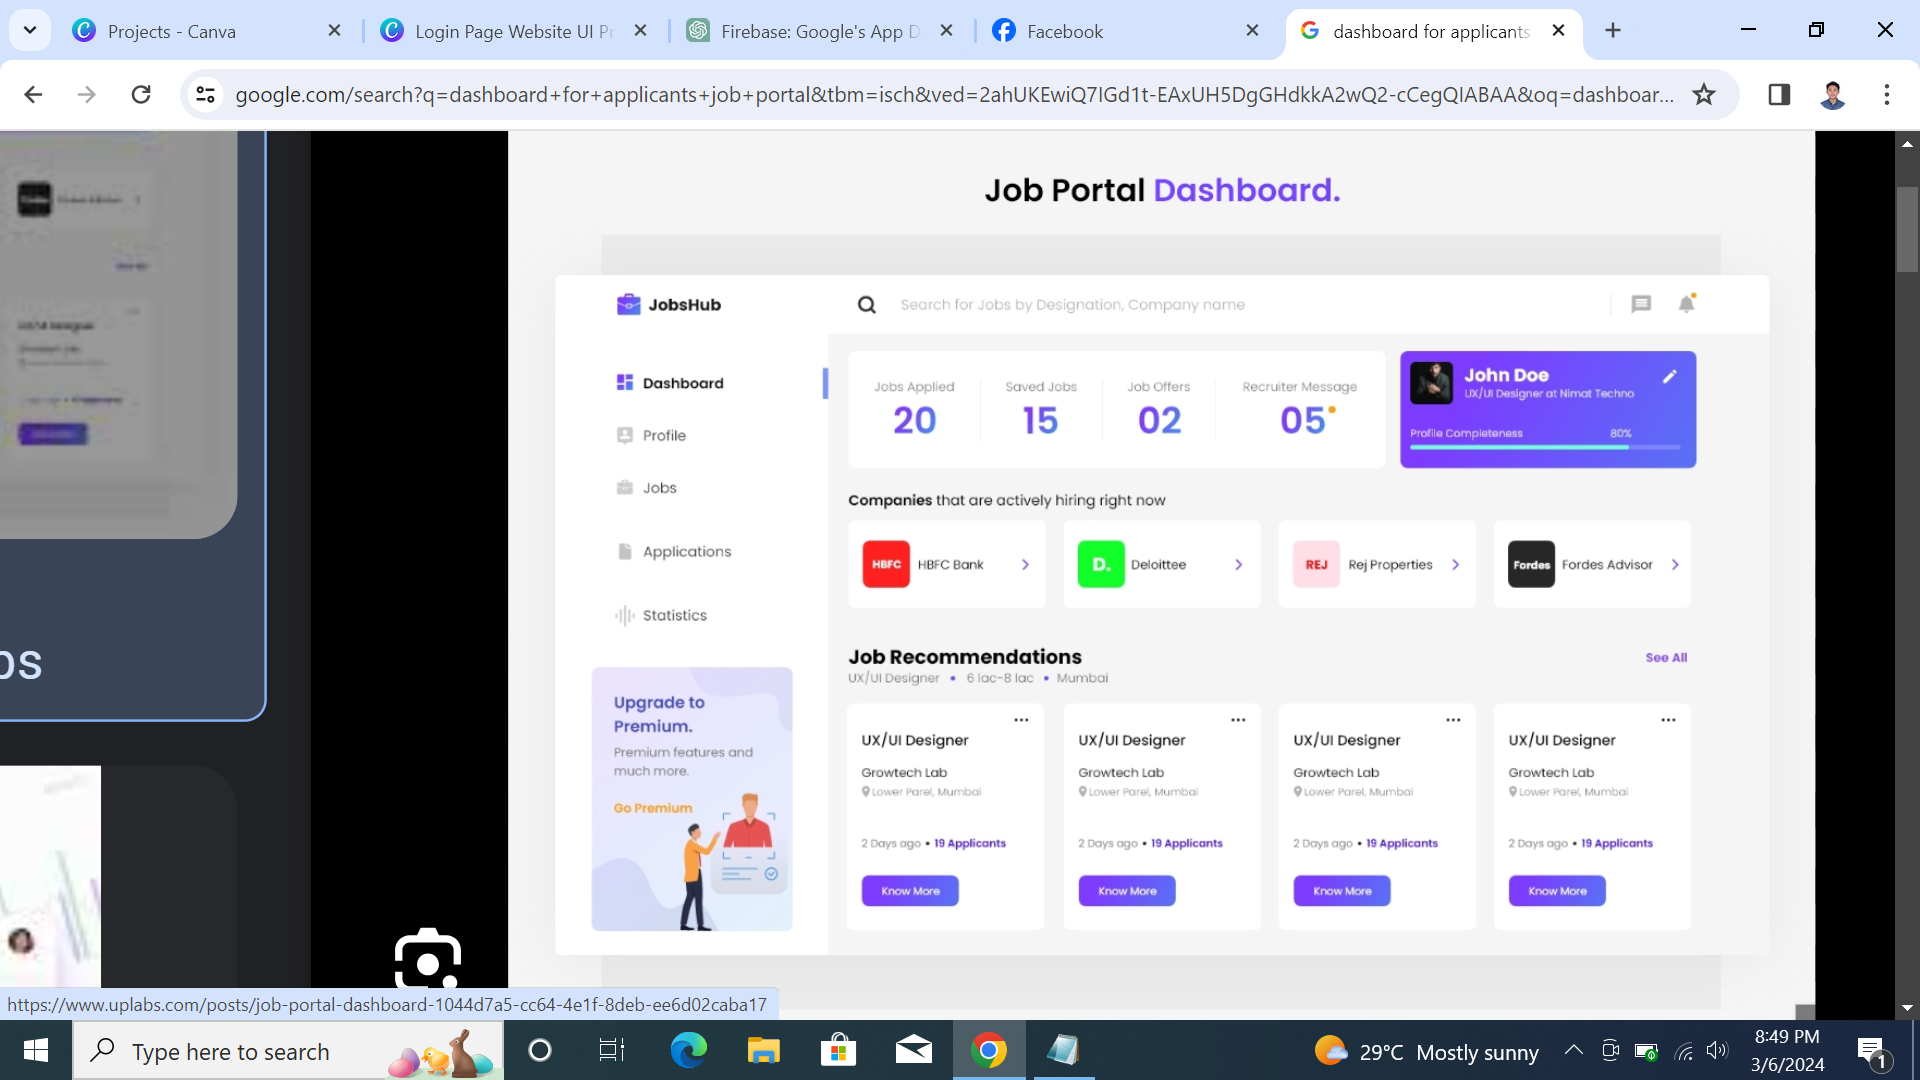 Projects - Canva
Login Page Website UI Pr
Firebase: Google's App D
Facebook
dashboard for applicants
google.com/search?q=dashboard+for+applicants+job+portal&tbm=isch&ved=2ahUKEwiQ7IGd1t-EAxUH5DgGHdkkA2wQ2-cCegQIABAA&oq=dashboar...
Job Portal Dashboard.
JobsHub
Search for Jobs by Designation, Company name
Dashboard
Profile
Jobs
Applications
Statistics
Upgrade to
Premium.
Premium features and
much more.
Go Premium
Jobs Applied
20
Saved Jobs
15
Job Offers
02
Recruiter Message
05
John Doe
UX/UI Designer at Nimat Techno
Profile Completeness 80%
Companies that are actively hiring right now
HBFC HBFC Bank
D. Deloittee
REJ Rej Properties
Fordes Fordes Advisor
Job Recommendations
See All
UX/UI Designer • 6 lac-8 lac • Mumbai
UX/UI Designer
Growtech Lab
Lower Parel, Mumbai
2 Days ago • 19 Applicants
Know More
UX/UI Designer
Growtech Lab
Lower Parel, Mumbai
2 Days ago • 19 Applicants
Know More
UX/UI Designer
Growtech Lab
Lower Parel, Mumbai
2 Days ago • 19 Applicants
Know More
UX/UI Designer
Growtech Lab
Lower Parel, Mumbai
2 Days ago • 19 Applicants
Know More
https://www.uplabs.com/posts/job-portal-dashboard-1044d7a5-cc64-4e1f-8deb-ee6d02caba17
Type here to search
29°C Mostly sunny
8:49 PM
3/6/2024
1